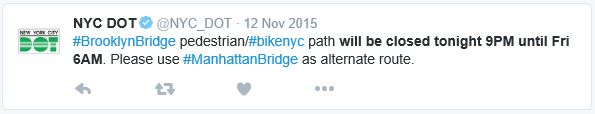 NEW YORK CITY
DOT
NYC DOT @NYC_DOT · 12 Nov 2015
#BrooklynBridge pedestrian/#bikenyc path will be closed tonight 9PM until Fri
6AM. Please use #ManhattanBridge as alternate route.